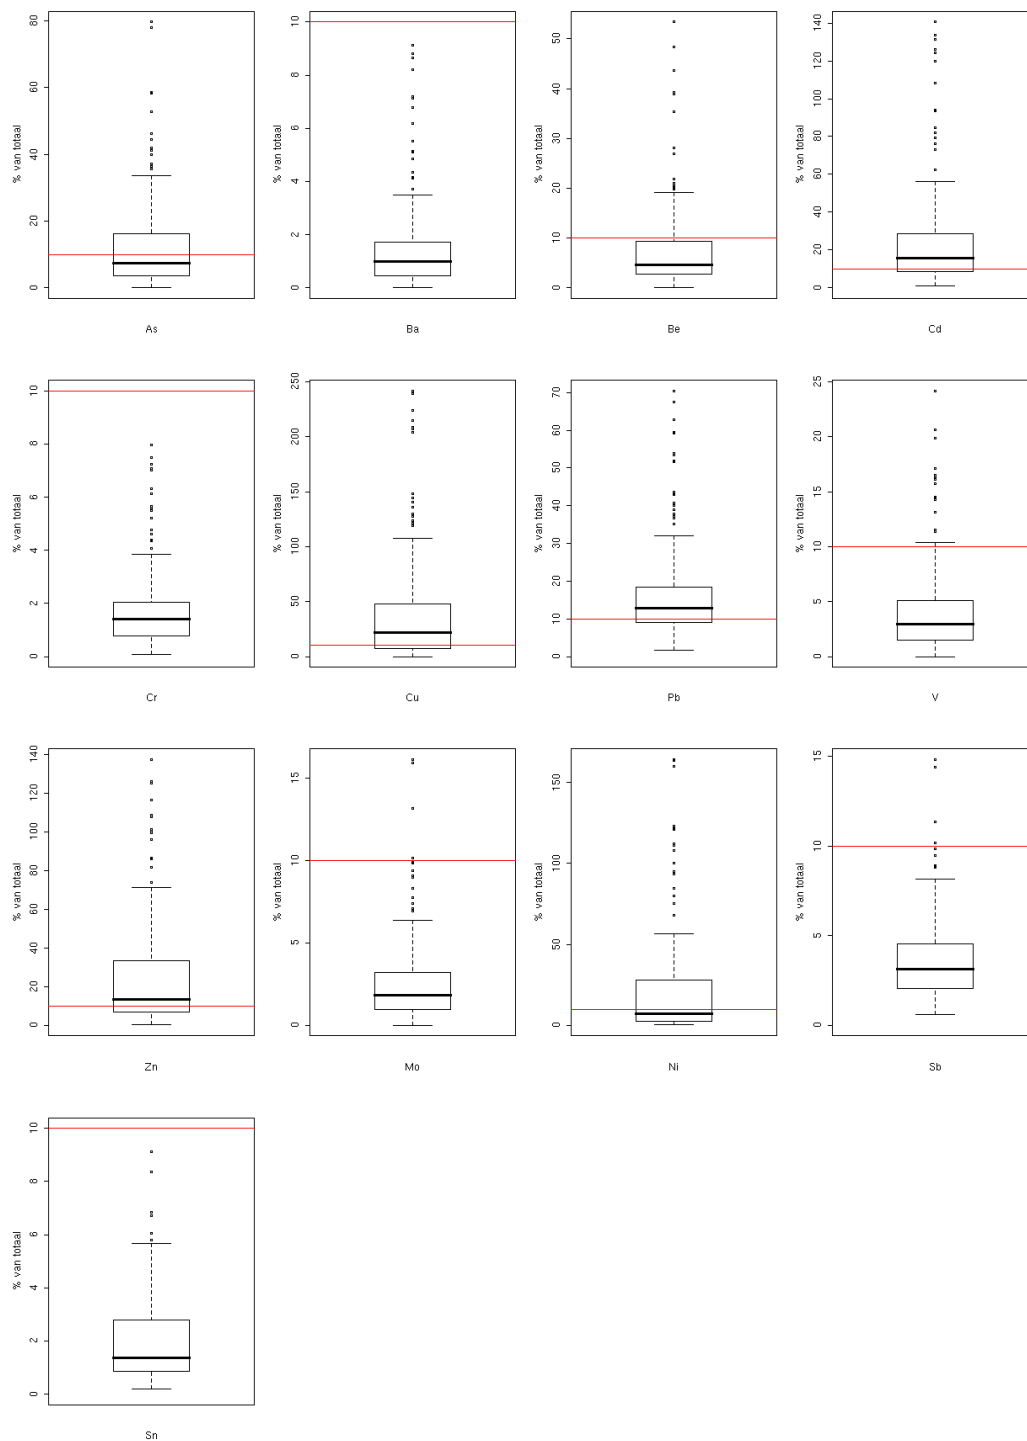 % van totaal
0 20 40 60 80
As
% van totaal
0 2 4 6 8 10
Ba
% van totaal
0 10 20 30 40 50
Be
% van totaal
0 20 40 60 80 100 120 140
Cd
% van totaal
0 2 4 6 8 10
Cr
% van totaal
0 50 100 150 200 250
Cu
% van totaal
0 10 20 30 40 50 60 70
Pb
% van totaal
0 5 10 15 20 25
V
% van totaal
0 20 40 60 80 100 120 140
Zn
% van totaal
0 5 10 15
Mo
% van totaal
0 50 100 150
Ni
% van totaal
0 5 10 15
Sb
% van totaal
0 2 4 6 8 10
Sn